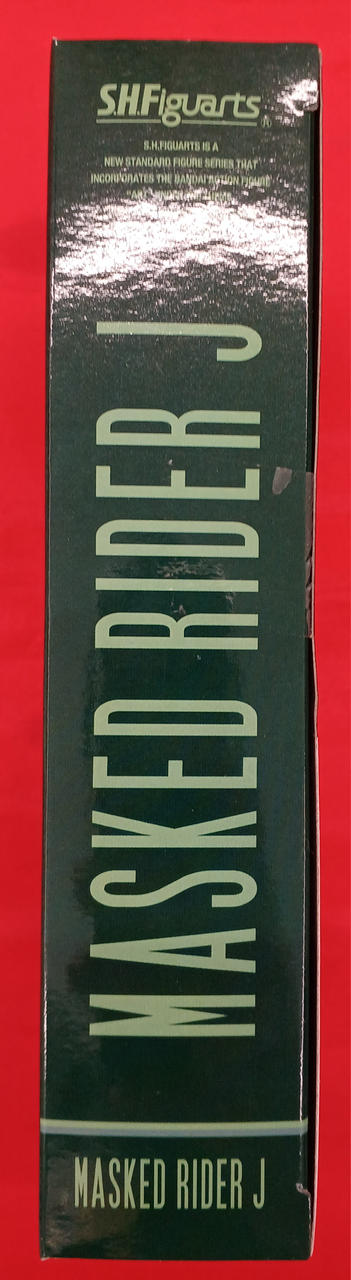 S.H.Figuarts
S.H.FIGUARTS IS A
NEW STANDARD FIGURE SERIES THAT
INCORPORATES THE BANDAI ACTION FIGURE
MASKED RIDER J
MASKED RIDER J